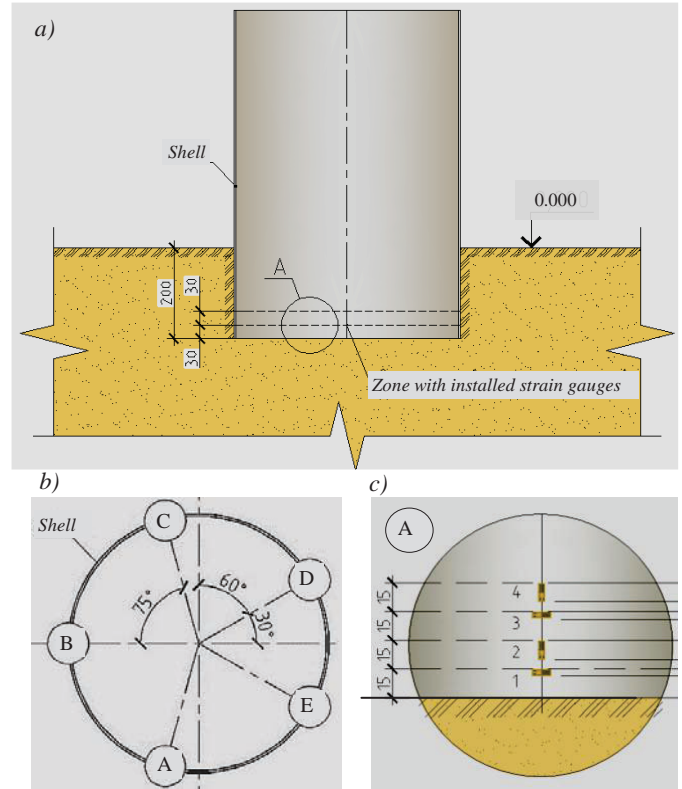 a)
Shell
0.000
A
200
30
30
Zone with installed strain gauges
b)
Shell
C
D
B
E
A
75°
60°
30°
c)
A
15
15
15
15
4
3
2
1